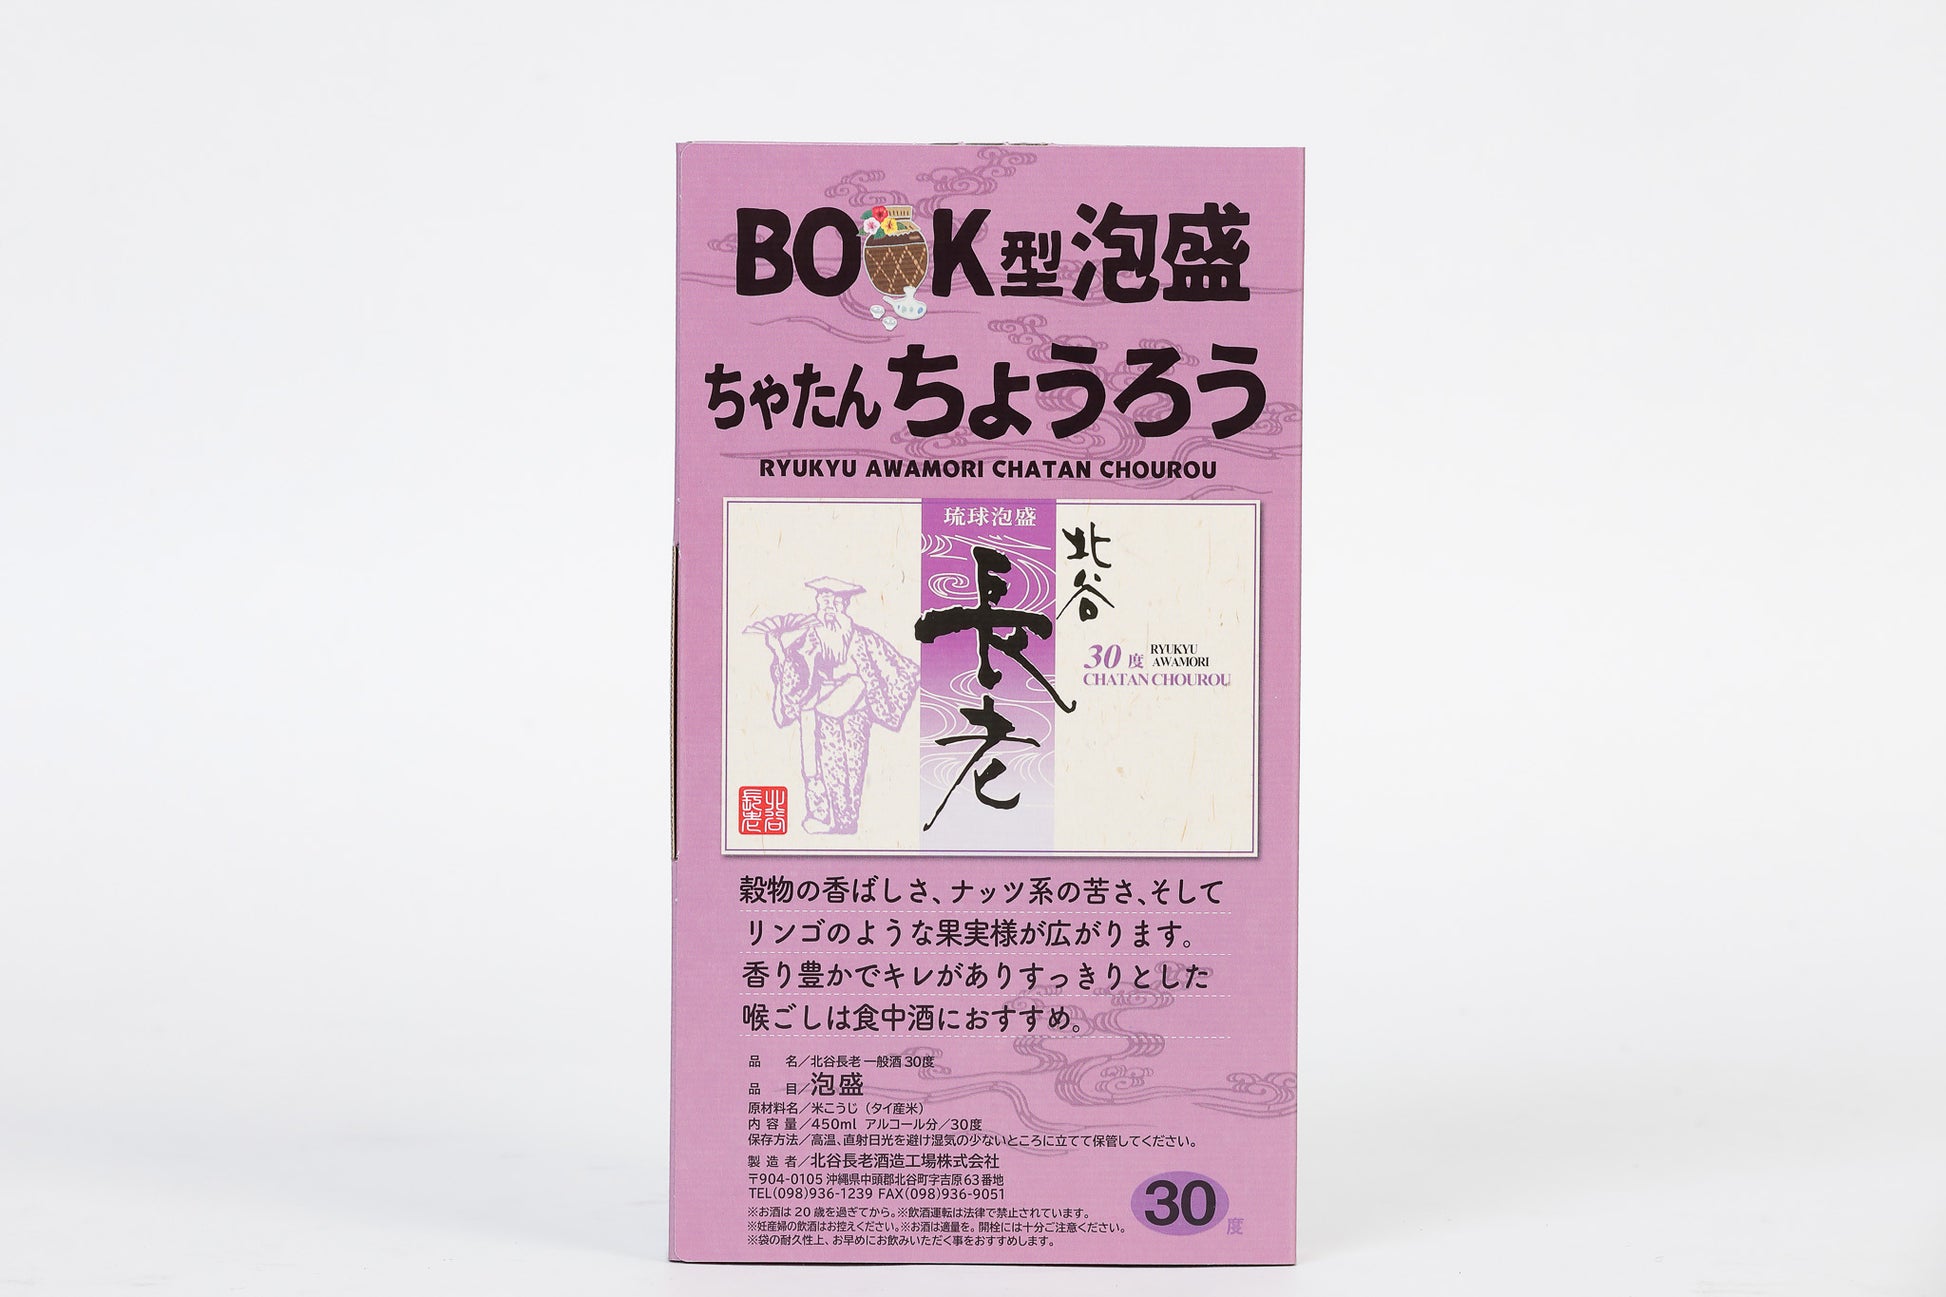 BOOK型泡盛
ちゃたんちょうろう
RYUKYU AWAMORI CHATAN CHOUROU
琉球泡盛
北谷
長老
30度 RYUKYU AWAMORI
CHATAN CHOUROU
北谷長老
穀物の香ばしさ、ナッツ系の苦さ、そして
リンゴのような果実様が広がります。
香り豊かでキレがありすっきりとした
喉ごしは食中酒におすすめ。
品 名／北谷長老 一般酒 30度
品 目／泡盛
原材料名／米こうじ（タイ産米）
内容量／450ml アルコール分／30度
保存方法／高温、直射日光を避け湿気の少ないところに立てて保管してください。
製造者／北谷長老酒造工場株式会社
〒904-0105 沖縄県中頭郡北谷町字吉原63番地
TEL(098)936-1239 FAX(098)936-9051
※お酒は20歳を過ぎてから。※飲酒運転は法律で禁止されています。
※妊産婦の飲酒はお控えください。※お酒は適量を。開栓には十分ご注意ください。
※袋の耐久性上、お早めにお飲みいただく事をおすすめします。
30度